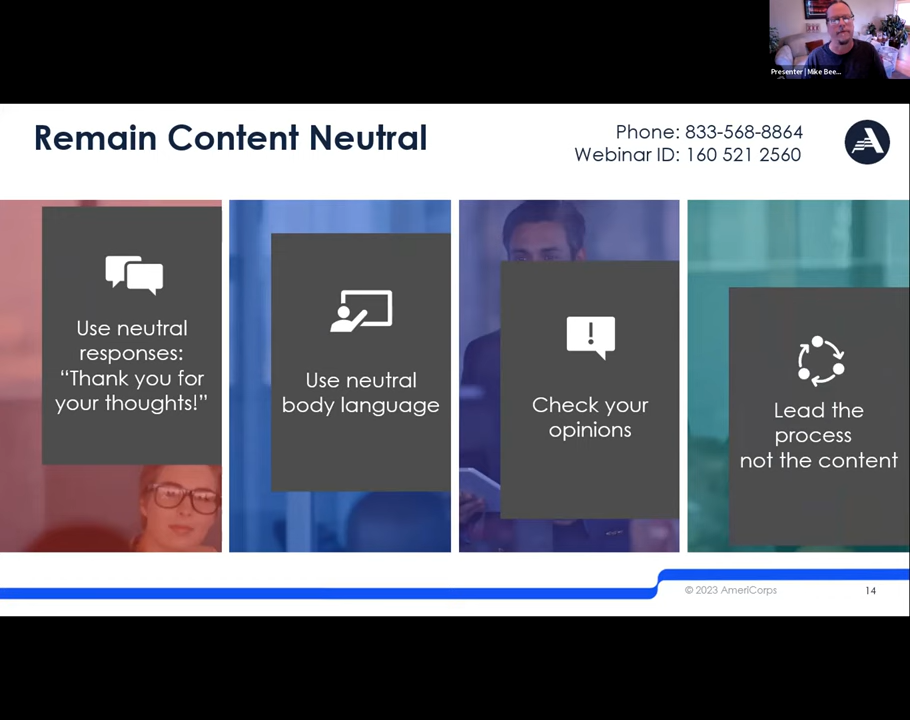 Presenter | Mike Bee...
Remain Content Neutral
Phone: 833-568-8864
Webinar ID: 160 521 2560
Use neutral
responses:
“Thank you for
your thoughts!”
Use neutral
body language
Check your
opinions
Lead the
process
not the content
© 2023 AmeriCorps
14